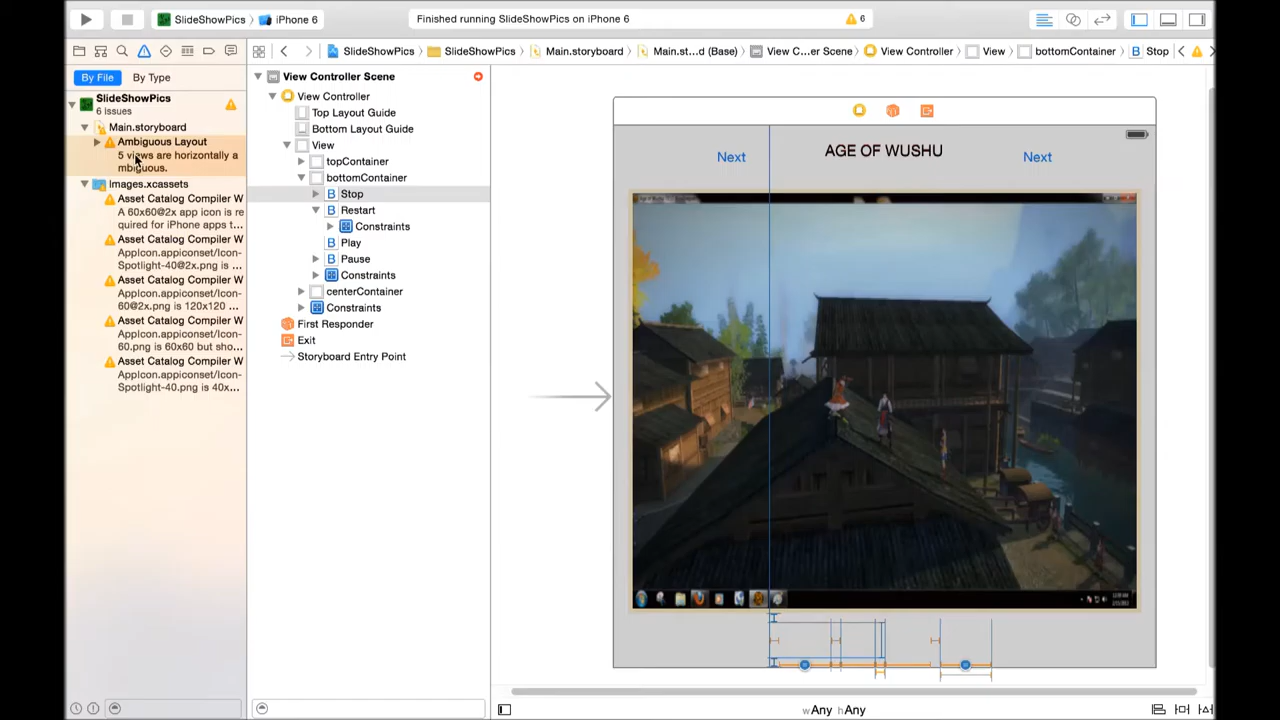 SlideShowPics iPhone 6 Finished running SlideShowPics on iPhone 6 6
SlideShowPics SlideShowPics Main.storyboard Main.st...d (Base) View C...er Scene View Controller View bottomContainer B Stop
By File By Type
SlideShowPics
6 issues
Main.storyboard
Ambiguous Layout
5 views are horizontally a
mbiguous.
Images.xcassets
Asset Catalog Compiler W
A 60x60@2x app icon is re
quired for iPhone apps t...
Asset Catalog Compiler W
AppIcon.appiconset/Icon-
Spotlight-40@2x.png is ...
Asset Catalog Compiler W
AppIcon.appiconset/Icon-
60@2x.png is 120x120 ...
Asset Catalog Compiler W
AppIcon.appiconset/Icon-
60.png is 60x60 but sho...
Asset Catalog Compiler W
AppIcon.appiconset/Icon-
Spotlight-40.png is 40x...
View Controller Scene
View Controller
Top Layout Guide
Bottom Layout Guide
View
topContainer
bottomContainer
B Stop
B Restart
Constraints
B Play
B Pause
Constraints
centerContainer
Constraints
First Responder
Exit
Storyboard Entry Point
Next AGE OF WUSHU Next
wAny hAny